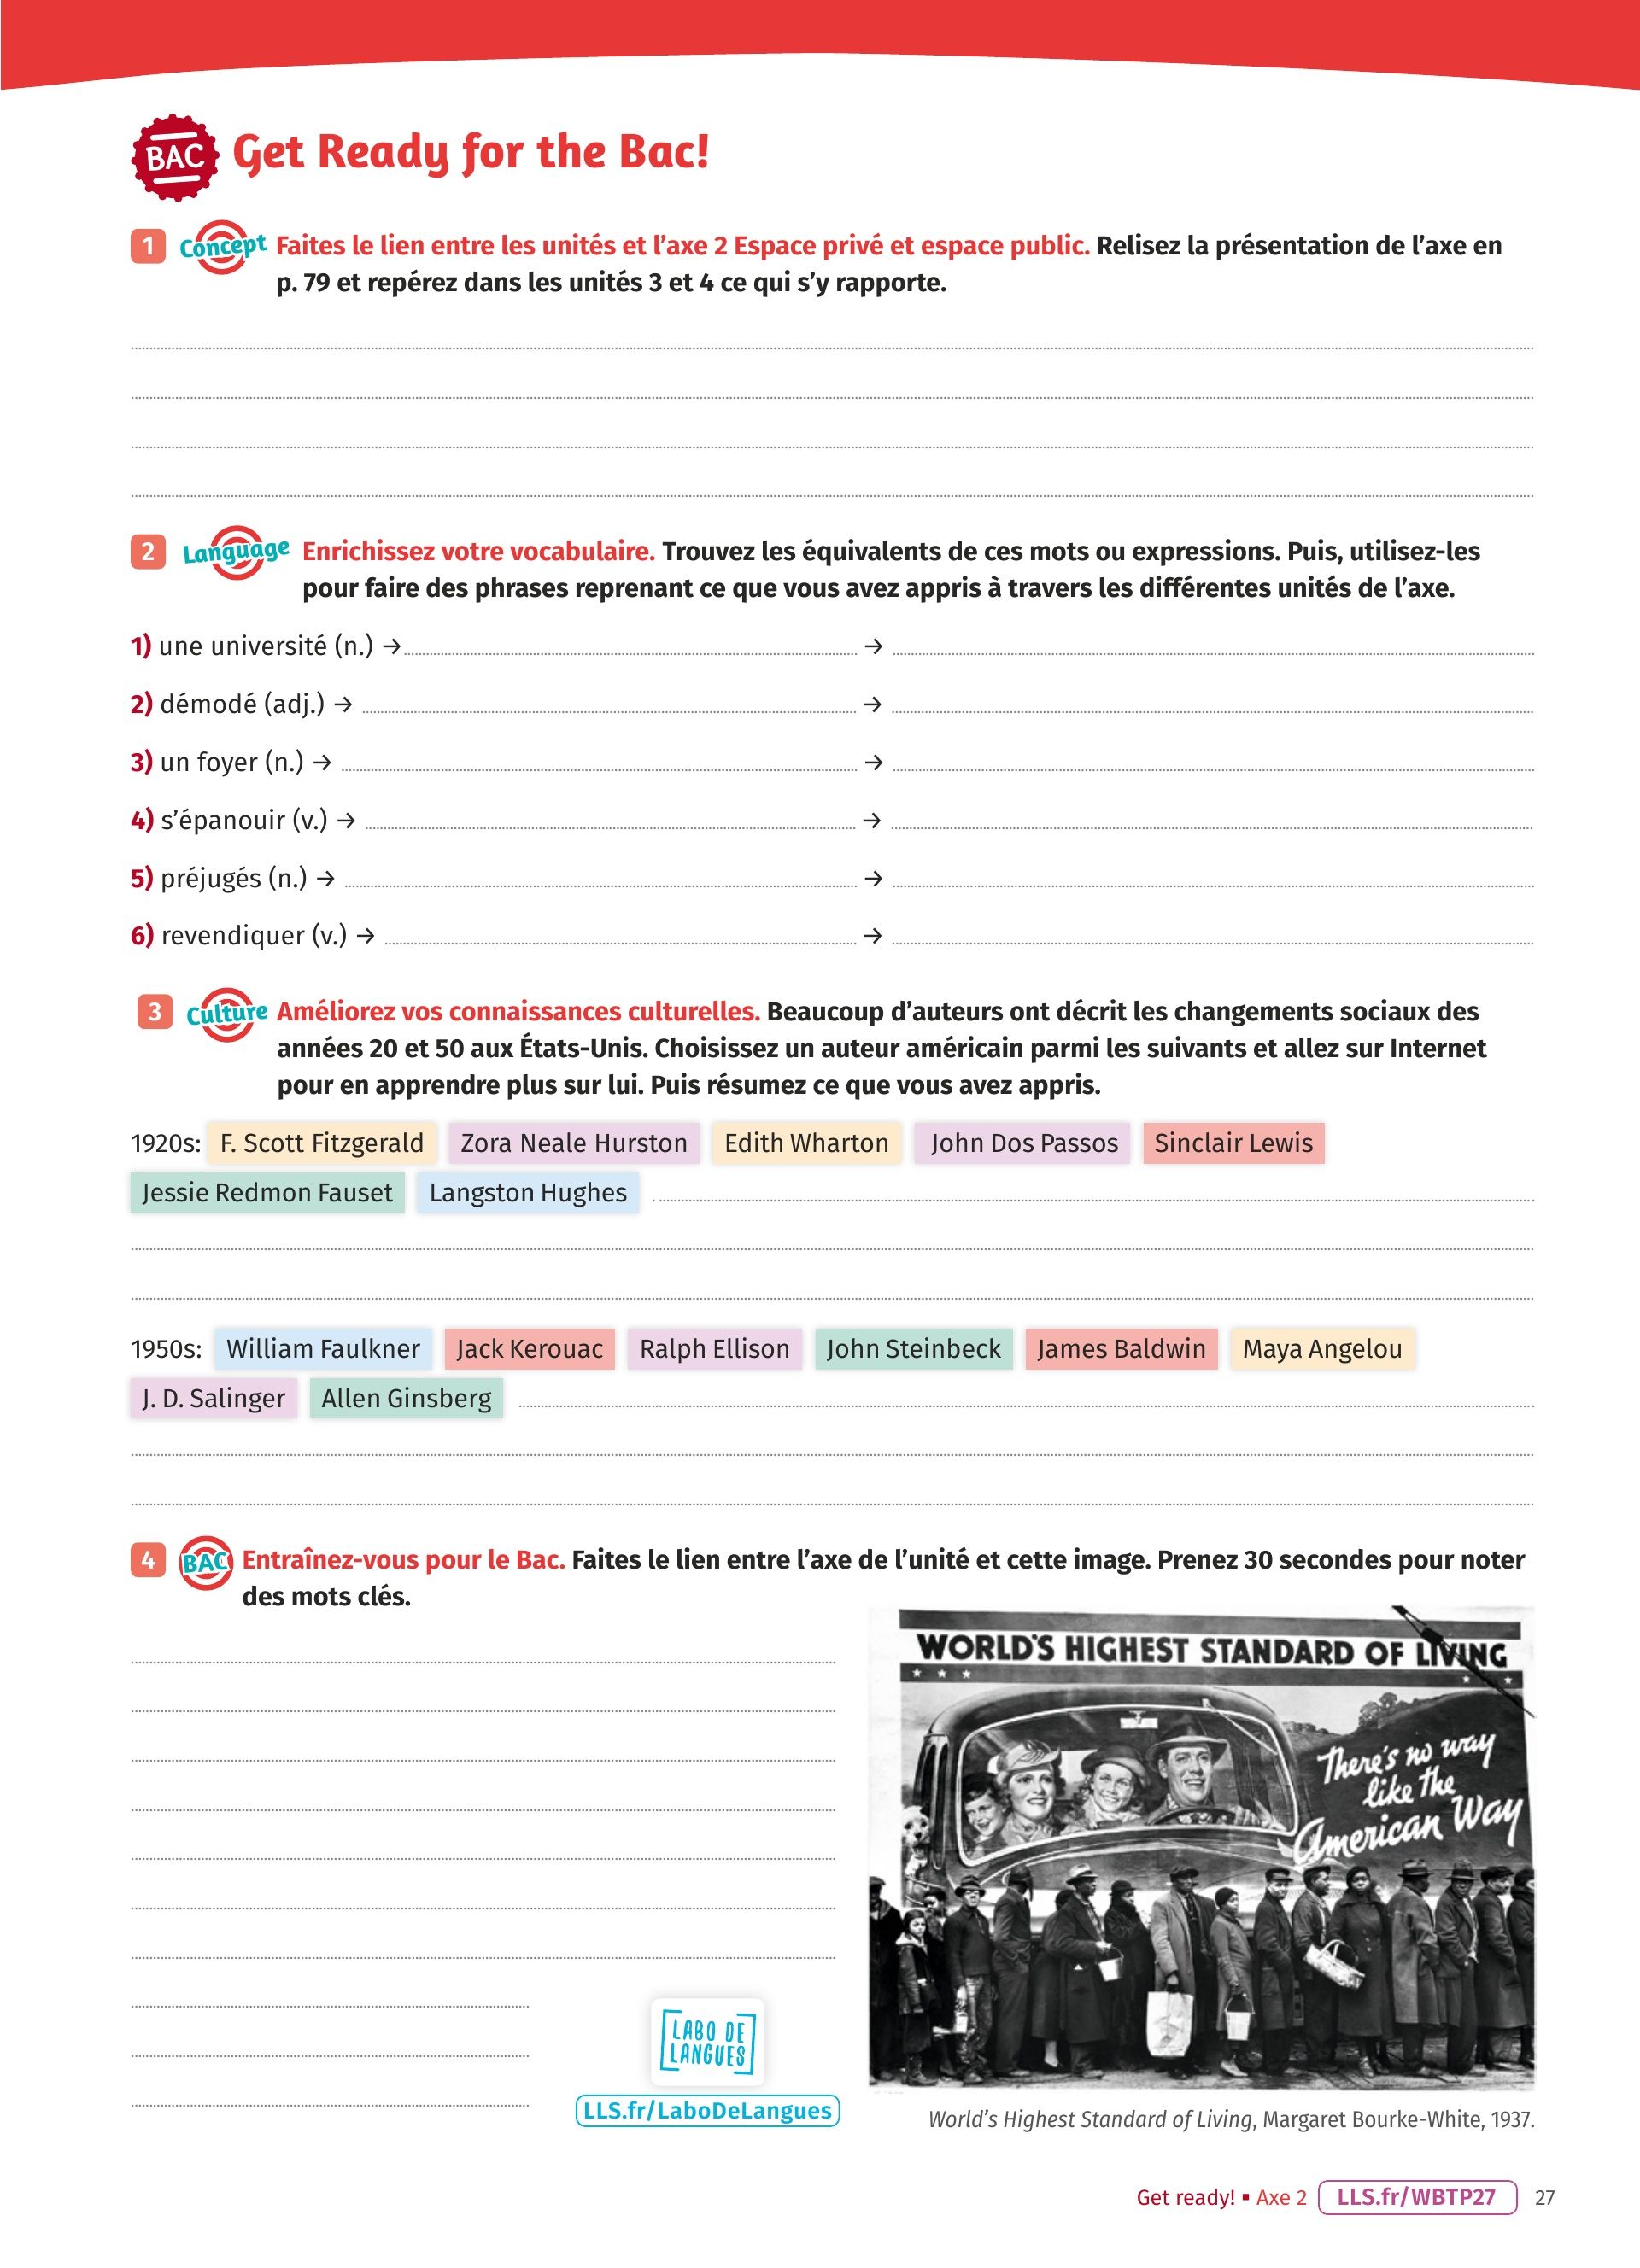 BAC
Get Ready for the Bac!
1 Concept Faites le lien entre les unités et l'axe 2 Espace privé et espace public. Relisez la présentation de l'axe en
p. 79 et repérez dans les unités 3 et 4 ce qui s'y rapporte.
2 Language Enrichissez votre vocabulaire. Trouvez les équivalents de ces mots ou expressions. Puis, utilisez-les
pour faire des phrases reprenant ce que vous avez appris à travers les différentes unités de l'axe.
1) une université (n.) → →
2) démodé (adj.) → →
3) un foyer (n.) → →
4) s'épanouir (v.) → →
5) préjugés (n.) → →
6) revendiquer (v.) → →
3 Culture Améliorez vos connaissances culturelles. Beaucoup d'auteurs ont décrit les changements sociaux des
années 20 et 50 aux États-Unis. Choisissez un auteur américain parmi les suivants et allez sur Internet
pour en apprendre plus sur lui. Puis résumez ce que vous avez appris.
1920s: F. Scott Fitzgerald Zora Neale Hurston Edith Wharton John Dos Passos Sinclair Lewis
Jessie Redmon Fauset Langston Hughes
1950s: William Faulkner Jack Kerouac Ralph Ellison John Steinbeck James Baldwin Maya Angelou
J. D. Salinger Allen Ginsberg
4 BAC Entraînez-vous pour le Bac. Faites le lien entre l'axe de l'unité et cette image. Prenez 30 secondes pour noter
des mots clés.
WORLD'S HIGHEST STANDARD OF LIVING
There's no way
like the
American Way
LABO DE
LANGUES
LLS.fr/LaboDeLangues
World's Highest Standard of Living, Margaret Bourke-White, 1937.
Get ready! ▪ Axe 2 LLS.fr/WBTP27 27